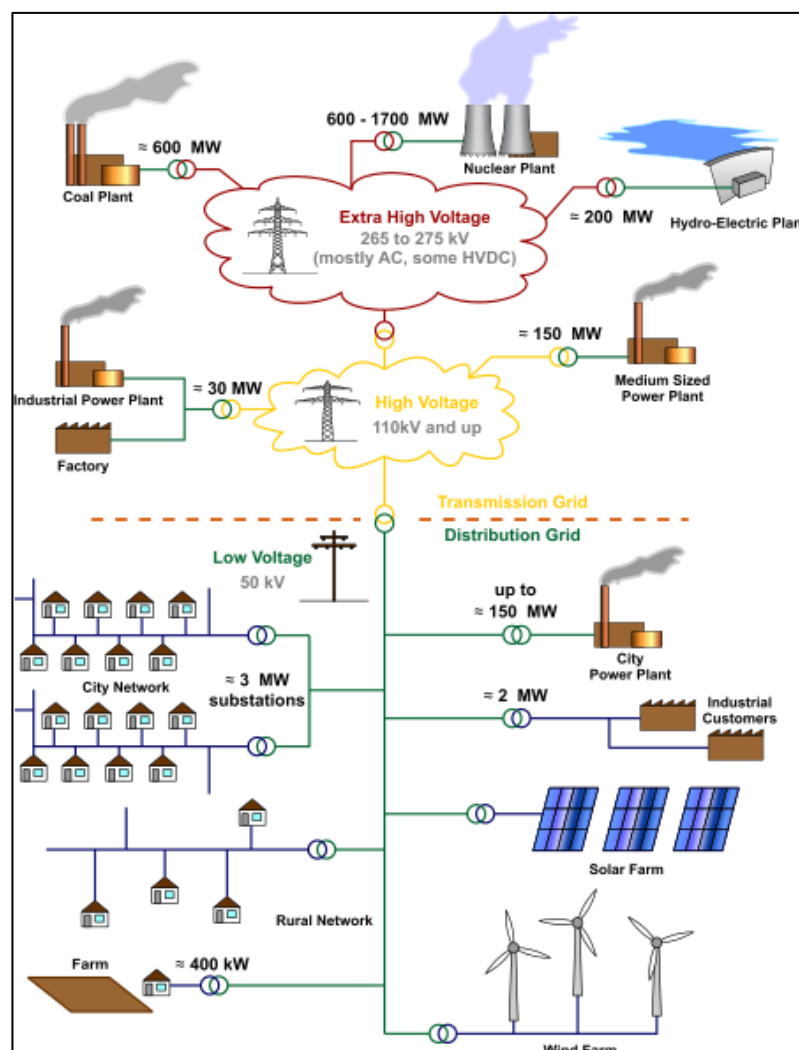 600 - 1700 MW
≈ 600 MW
Nuclear Plant
Coal Plant
≈ 200 MW
Hydro-Electric Plan
Extra High Voltage
265 to 275 kV
(mostly AC, some HVDC)
≈ 150 MW
Medium Sized
Power Plant
≈ 30 MW
Industrial Power Plant
High Voltage
110kV and up
Factory
Transmission Grid
Distribution Grid
Low Voltage
50 kV
up to
≈ 150 MW
City
Power Plant
City Network
≈ 3 MW
substations
≈ 2 MW
Industrial
Customers
Solar Farm
Rural Network
Farm
≈ 400 kW
Wind Farm